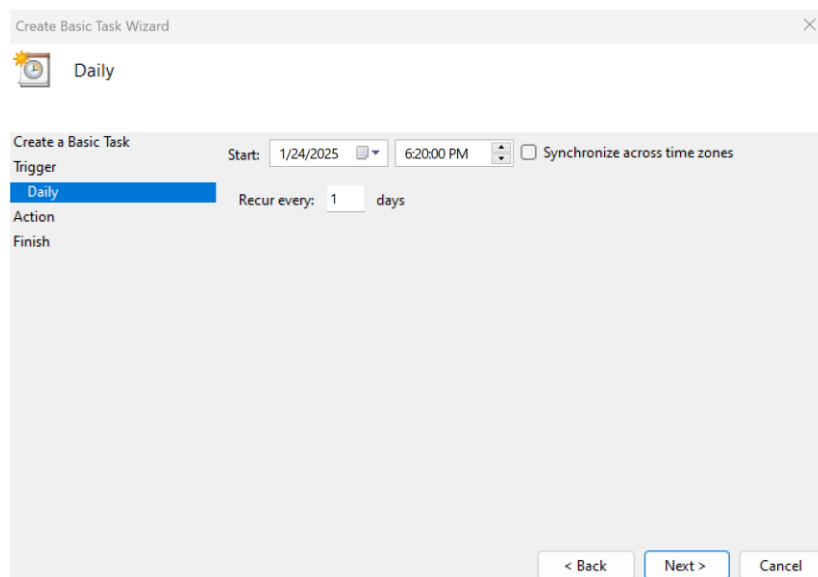 Create Basic Task Wizard
Daily
Create a Basic Task
Trigger
Daily
Action
Finish
Start: 1/24/2025 6:20:00 PM Synchronize across time zones
Recur every: 1 days
< Back Next > Cancel